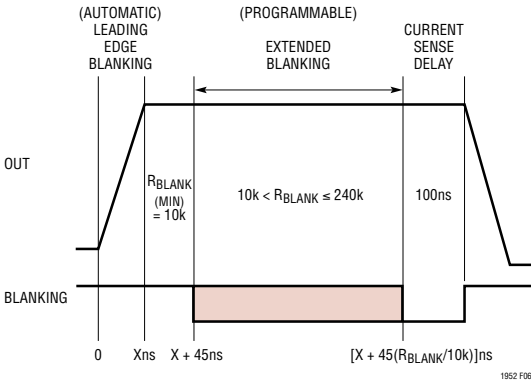 (AUTOMATIC)
LEADING
EDGE
BLANKING
(PROGRAMMABLE)
EXTENDED
BLANKING
CURRENT
SENSE
DELAY
OUT
RBLANK
(MIN)
= 10k
10k < RBLANK ≤ 240k
100ns
BLANKING
0
Xns
X + 45ns
[X + 45(RBLANK/10k)]ns
1952 F06